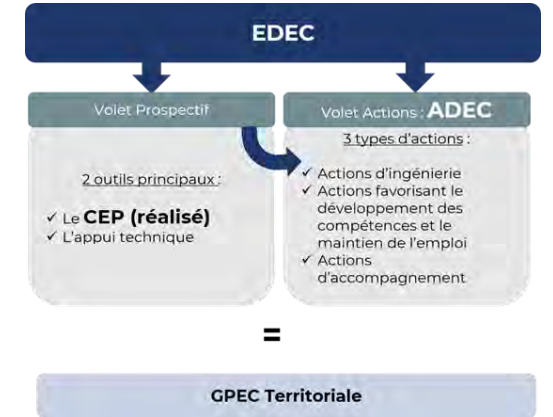 EDEC
Volet Prospectif
2 outils principaux :
✓ Le CEP (réalisé)
✓ L'appui technique
Volet Actions : ADEC
3 types d'actions :
✓ Actions d'ingénierie
✓ Actions favorisant le
développement des
compétences et le
maintien de l'emploi
✓ Actions
d'accompagnement
=
GPEC Territoriale